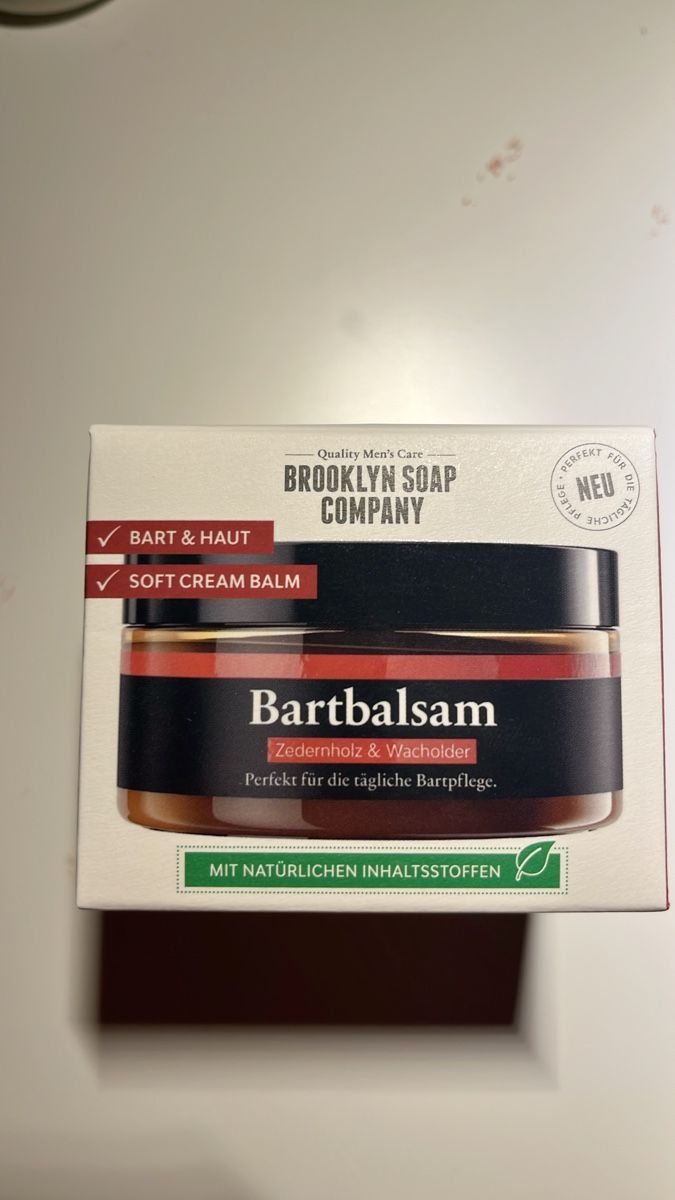 Quality Men's Care
BROOKLYN SOAP
COMPANY
PERFEKT FÜR DIE TÄGLICHE PFLEGE •
NEU
BART & HAUT
SOFT CREAM BALM
Bartbalsam
Zedernholz & Wacholder
Perfekt für die tägliche Bartpflege.
MIT NATÜRLICHEN INHALTSSTOFFEN